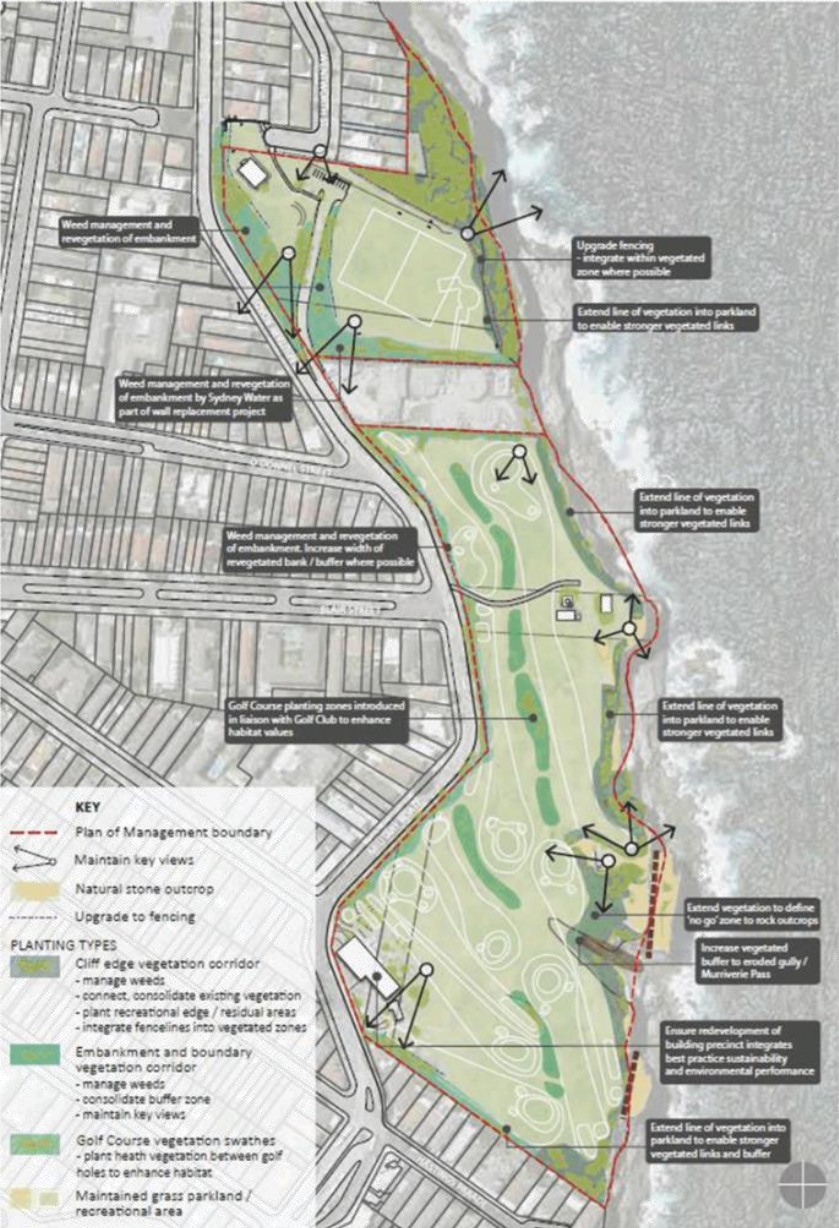 Weed management and
revegetation of embankment
Upgrade fencing
- integrate within vegetated
zone where possible
Extend line of vegetation into parkland
to enable stronger vegetated links
Weed management and revegetation
of embankment by Sydney Water as
part of wall replacement project
Extend line of vegetation
into parkland to enable
stronger vegetated links
Weed management and revegetation
of embankment. Increase width of
revegetated bank / buffer where possible
BLAIR STREET
Golf Course planting zones introduced
in liaison with Golf Club to enhance
habitat values
Extend line of vegetation
into parkland to enable
stronger vegetated links
KEY
Plan of Management boundary
Maintain key views
Natural stone outcrop
Upgrade to fencing
PLANTING TYPES
Cliff edge vegetation corridor
- manage weeds
- connect, consolidate existing vegetation
- plant recreational edge / residual areas
- integrate fencelines into vegetated zones
Embankment and boundary
vegetation corridor
- manage weeds
- consolidate buffer zone
- maintain key views
Golf Course vegetation swathes
- plant heath vegetation between golf
holes to enhance habitat
Maintained grass parkland /
recreational area
Extend vegetation to define
'no go' zone to rock outcrops
Increase vegetated
buffer to eroded gully /
Murriverie Pass
Ensure redevelopment of
building precinct integrates
best practice sustainability
and environmental performance
Extend line of vegetation into
parkland to enable stronger
vegetated links and buffer